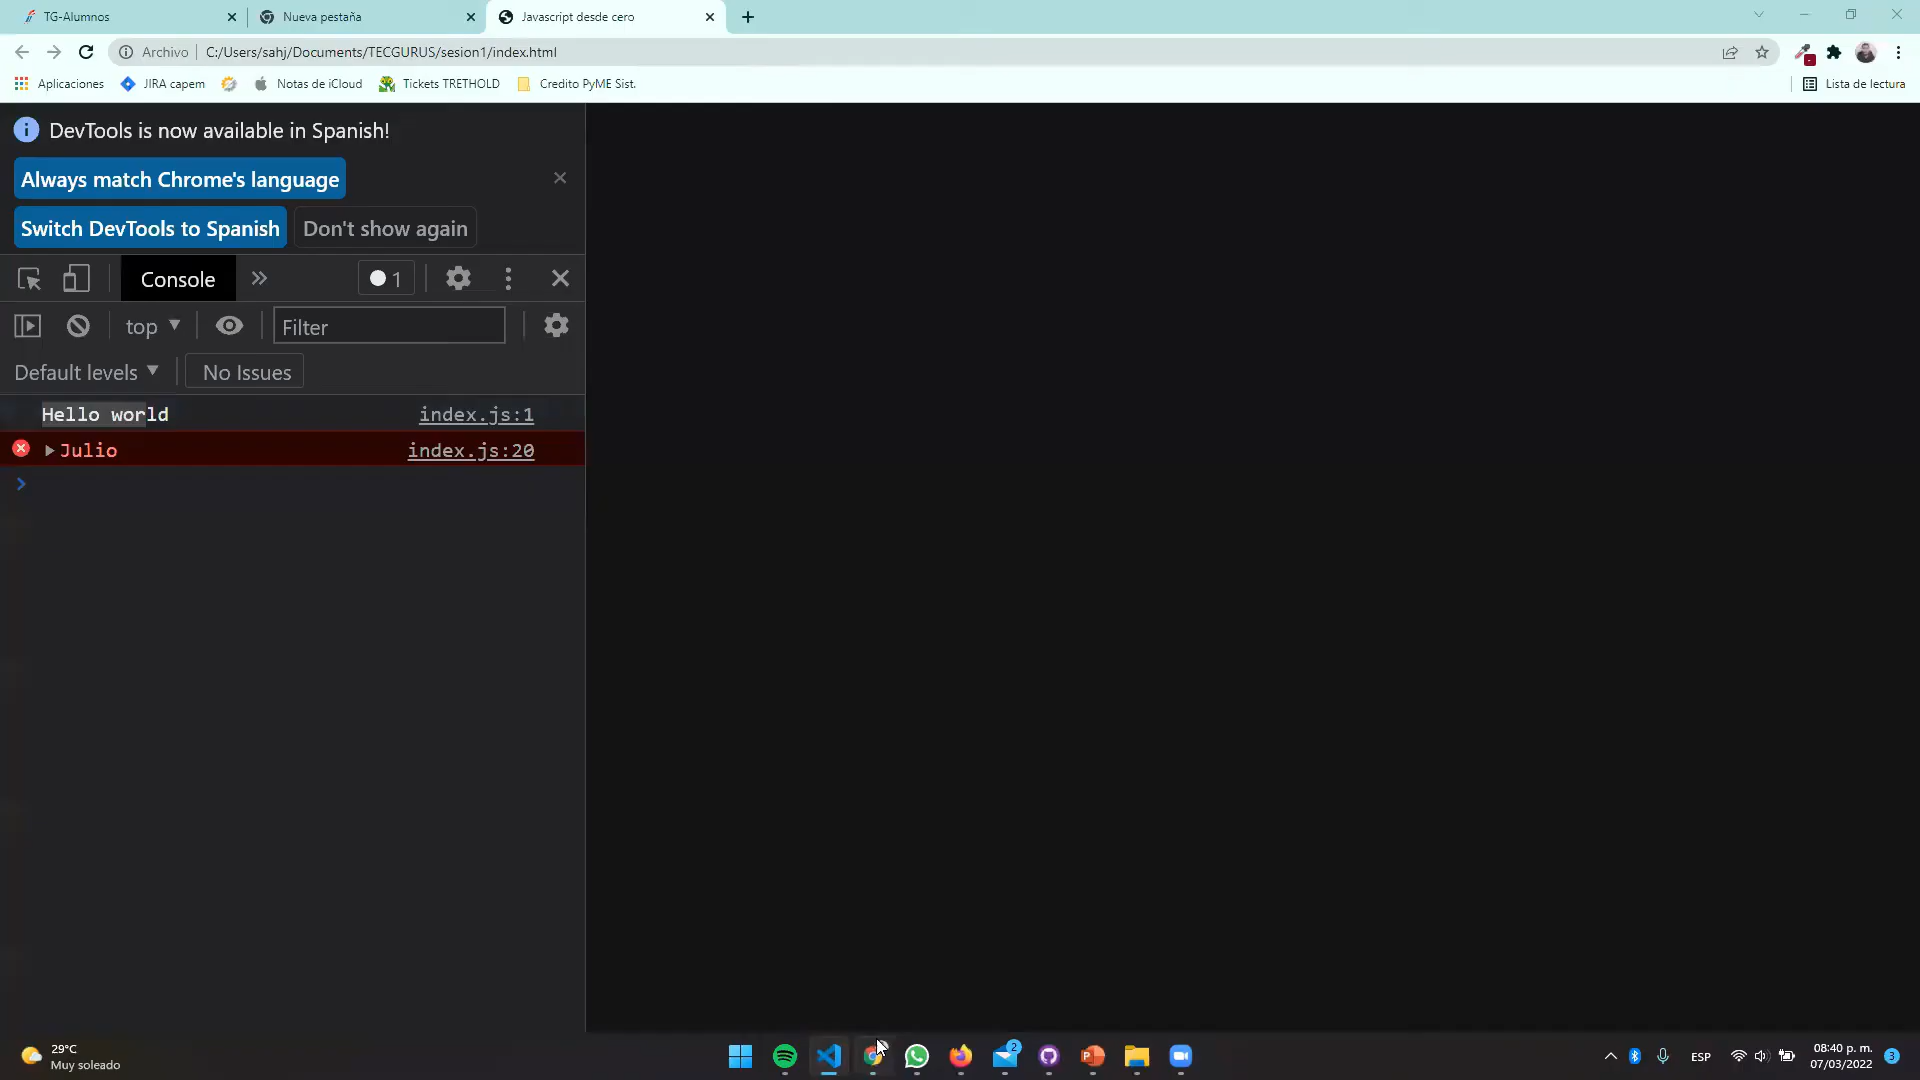 TG-Alumnos
Nueva pestaña
Javascript desde cero
Archivo
C:/Users/sahj/Documents/TECGURUS/sesion1/index.html
Aplicaciones
JIRA capem
Notas de iCloud
Tickets TRETHOLD
Credito PyME Sist.
Lista de lectura
DevTools is now available in Spanish!
Always match Chrome's language
Switch DevTools to Spanish
Don't show again
Console
1
top
Filter
Default levels
No Issues
Hello world
index.js:1
Julio
index.js:20
29°C
Muy soleado
2
ESP
08:40 p. m.
07/03/2022
3